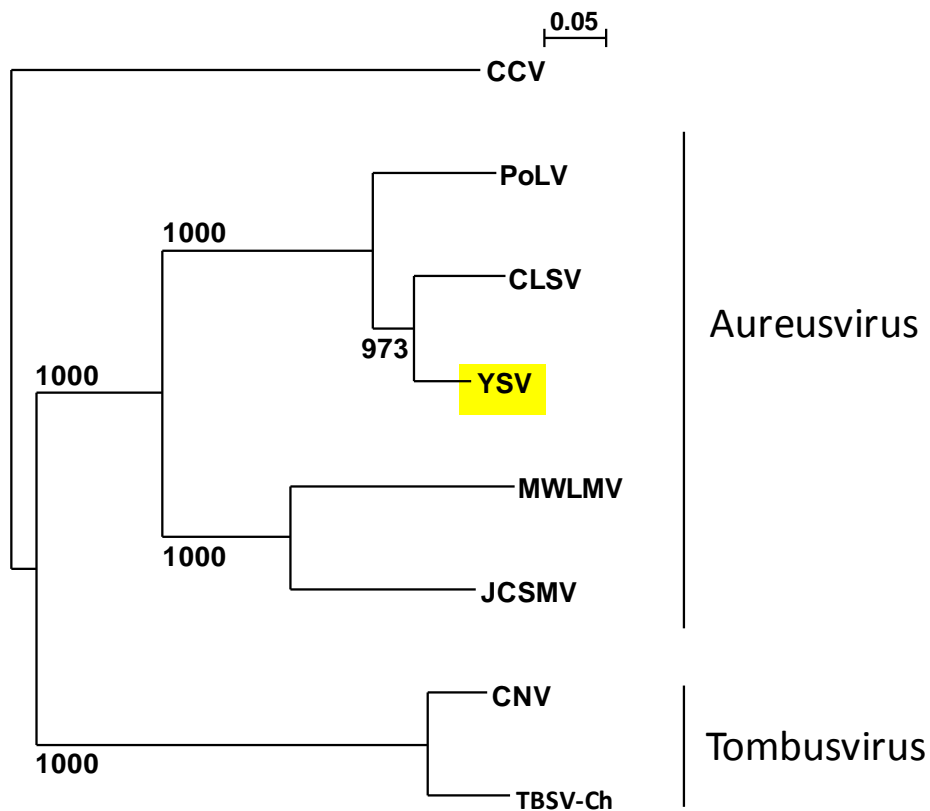 0.05
CCV
PoLV
1000
CLSV
Aureusvirus
973
1000
YSV
MWLMV
1000
JCSMV
CNV
Tombusvirus
1000
TBSV-Ch